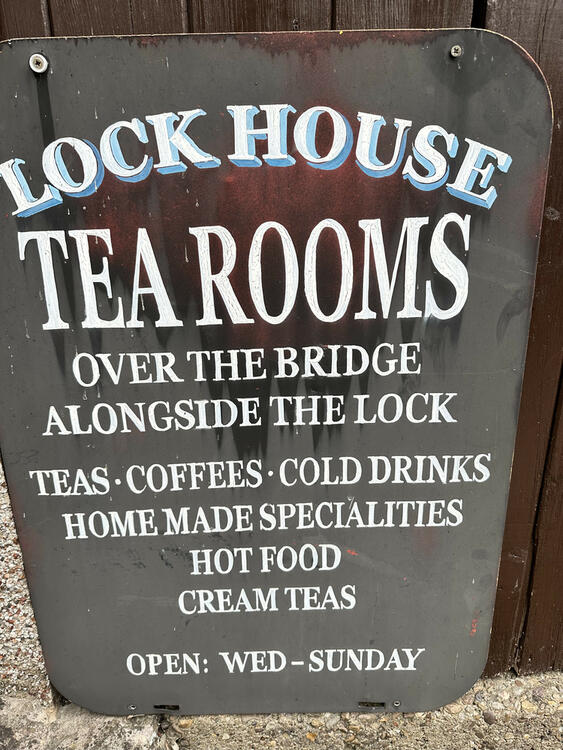 LOCK HOUSE
TEA ROOMS
OVER THE BRIDGE
ALONGSIDE THE LOCK
TEAS · COFFEES · COLD DRINKS
HOME MADE SPECIALITIES
HOT FOOD
CREAM TEAS
OPEN: WED - SUNDAY